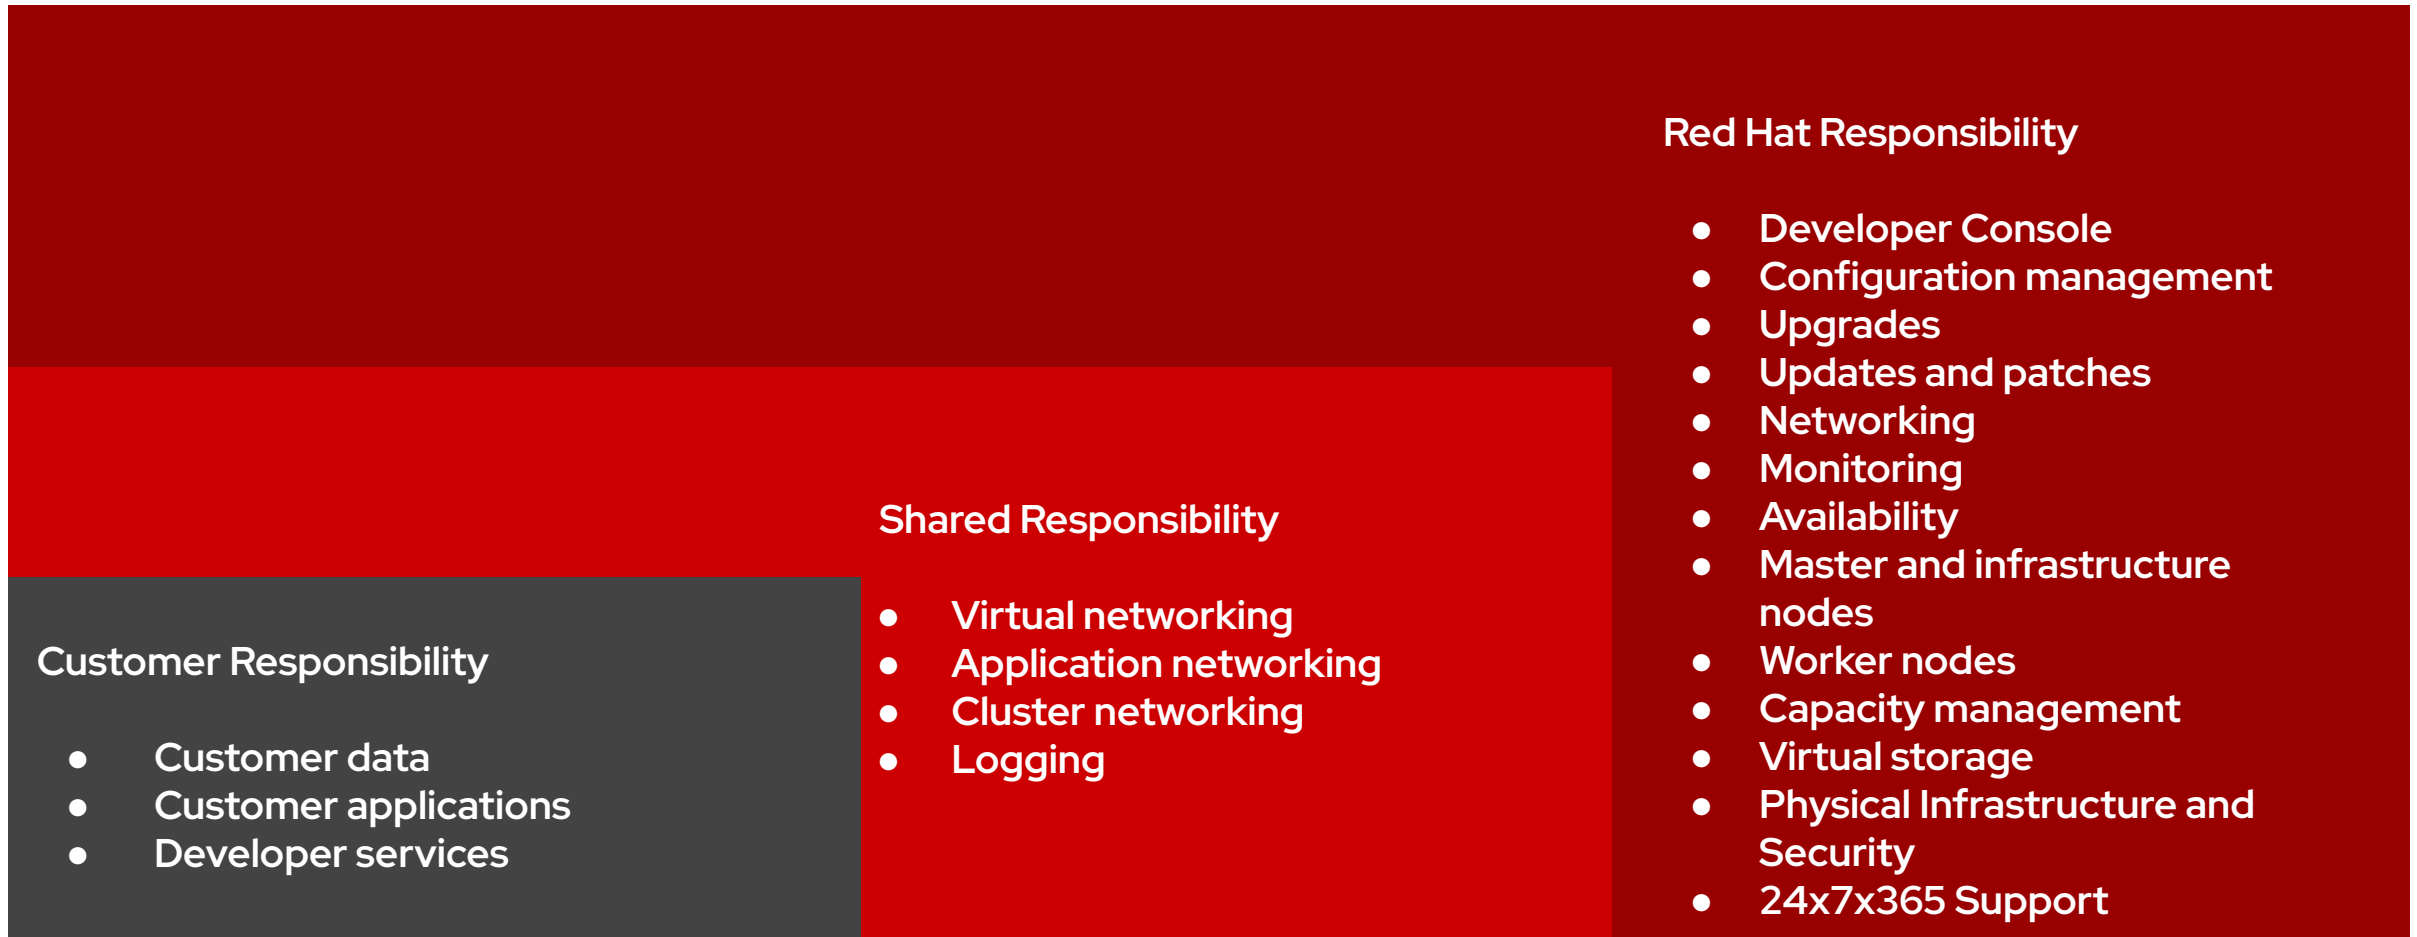 Red Hat Responsibility
● Developer Console
● Configuration management
● Upgrades
● Updates and patches
● Networking
● Monitoring
● Availability
● Master and infrastructure
nodes
● Worker nodes
● Capacity management
● Virtual storage
● Physical Infrastructure and
Security
● 24x7x365 Support
Shared Responsibility
● Virtual networking
● Application networking
● Cluster networking
● Logging
Customer Responsibility
● Customer data
● Customer applications
● Developer services